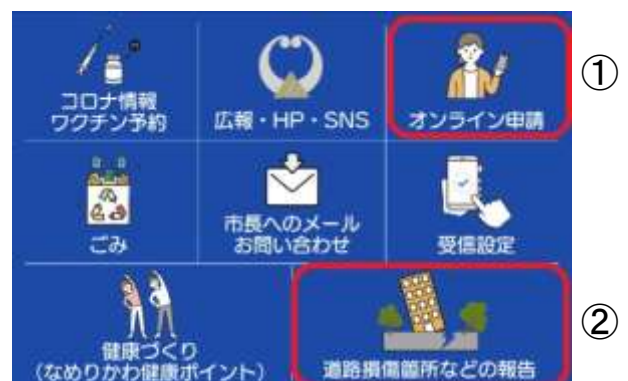 コロナ情報
ワクチン予約
広報・HP・SNS
オンライン申請
①
ごみ
市長へのメール
お問い合わせ
受信設定
健康づくり
(なめりかわ健康ポイント)
道路損傷箇所などの報告
②